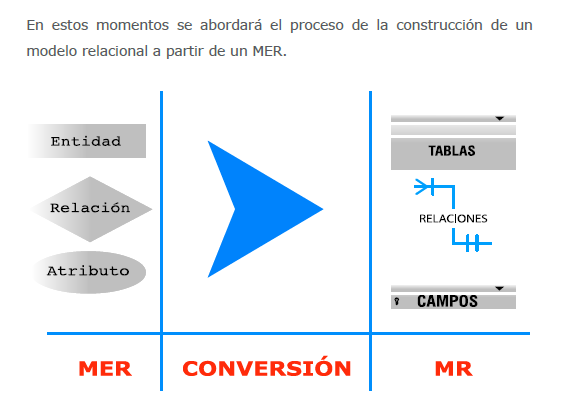 En estos momentos se abordará el proceso de la construcción de un
modelo relacional a partir de un MER.
Entidad
Relación
Atributo
TABLAS
RELACIONES
CAMPOS
MER
CONVERSIÓN
MR